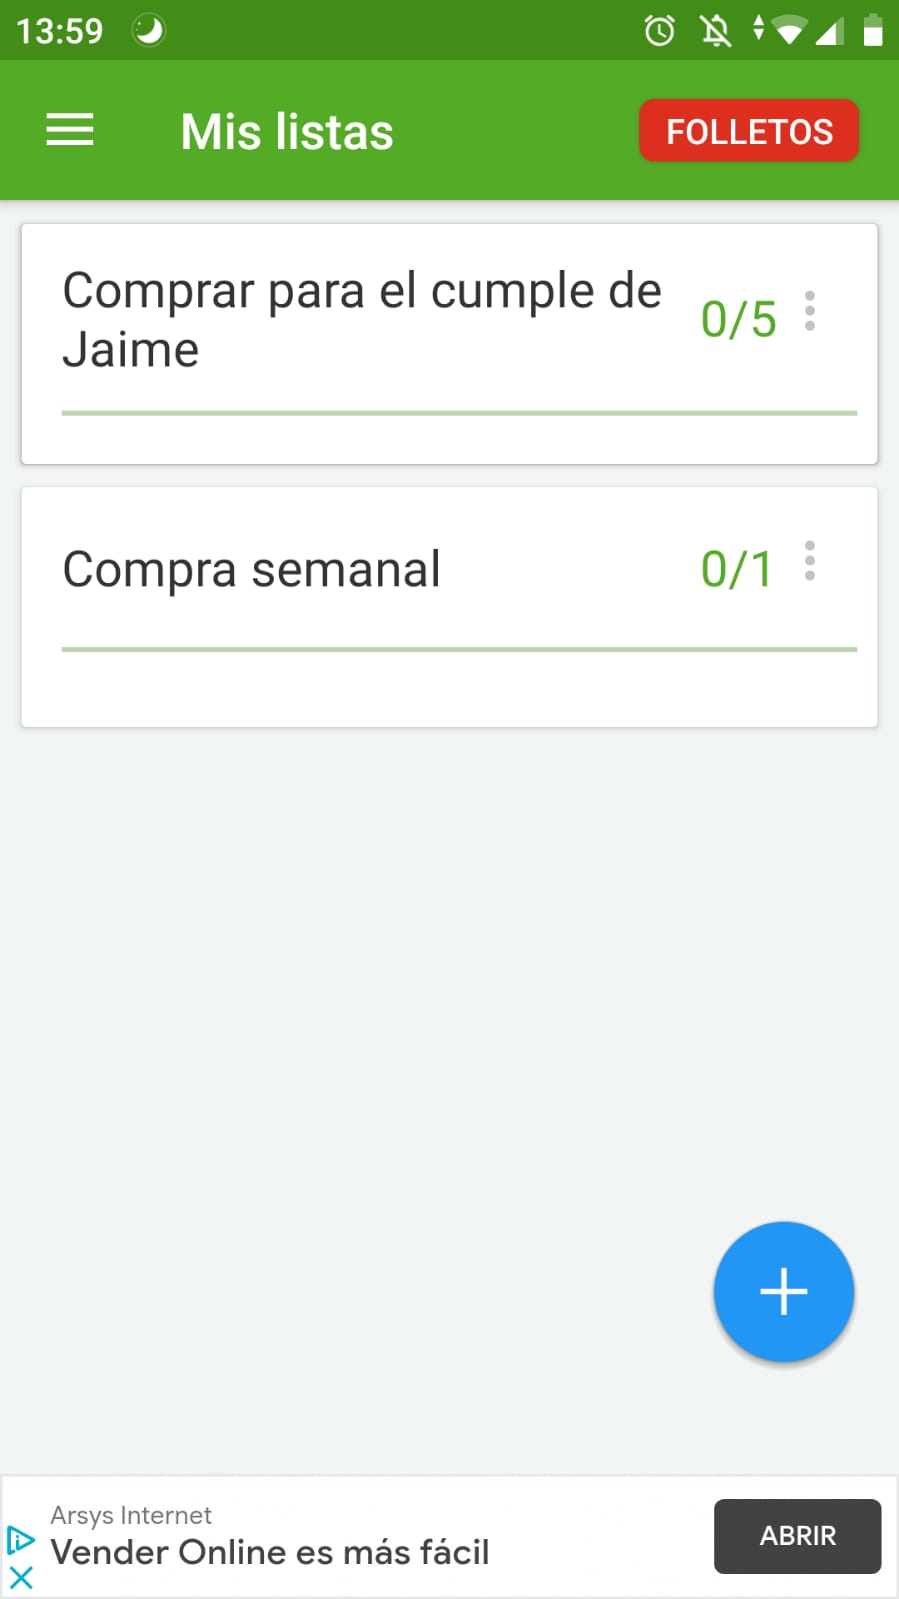 13:59
Mis listas
FOLLETOS
Comprar para el cumple de
Jaime
0/5
Compra semanal
0/1
Arsys Internet
Vender Online es más fácil
ABRIR